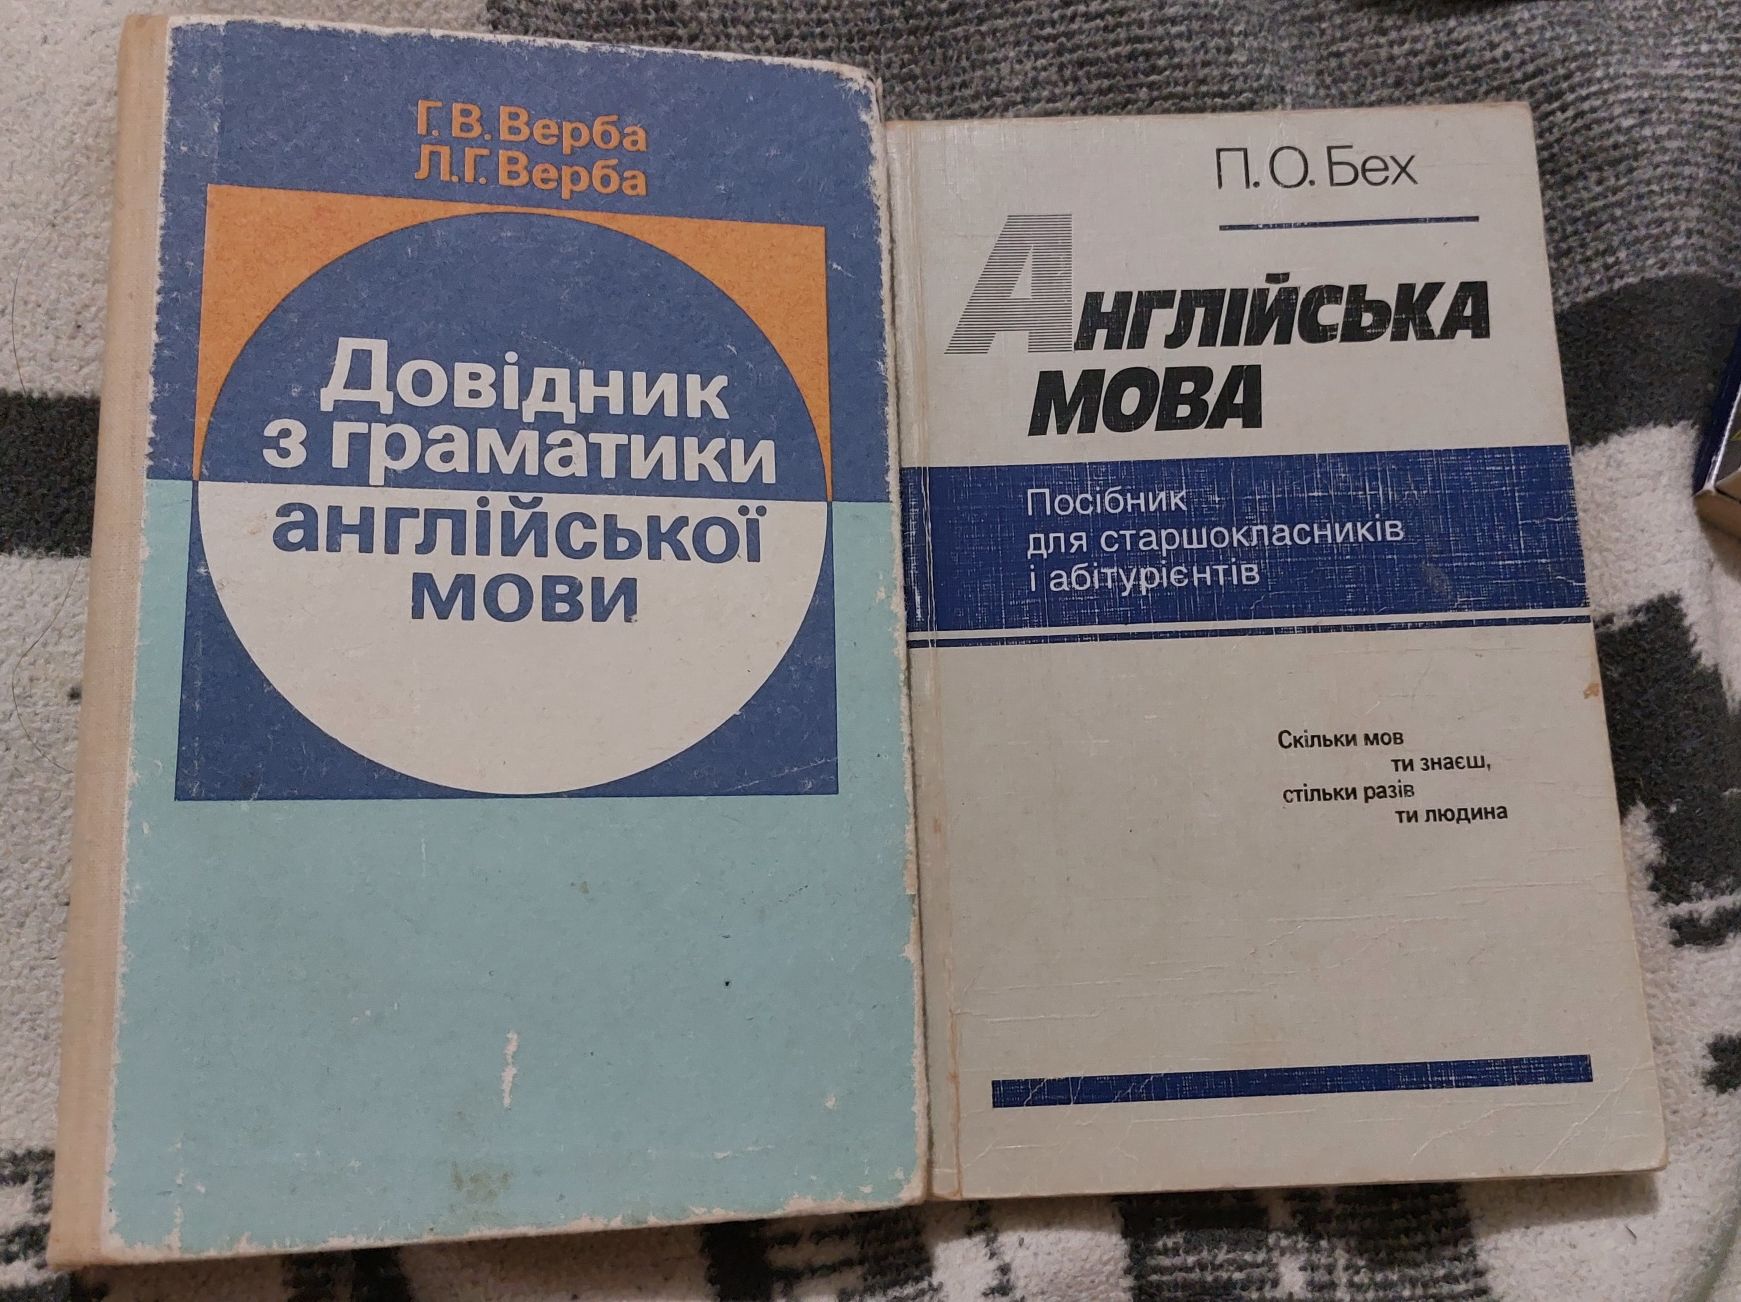 Г. В. Верба
Л. Г. Верба
Довідник
з граматики
англійської
мови
П. О. Бех
Англійська
мова
Посібник
для старшокласників
і абітурієнтів
Скільки мов
ти знаєш,
стільки разів
ти людина